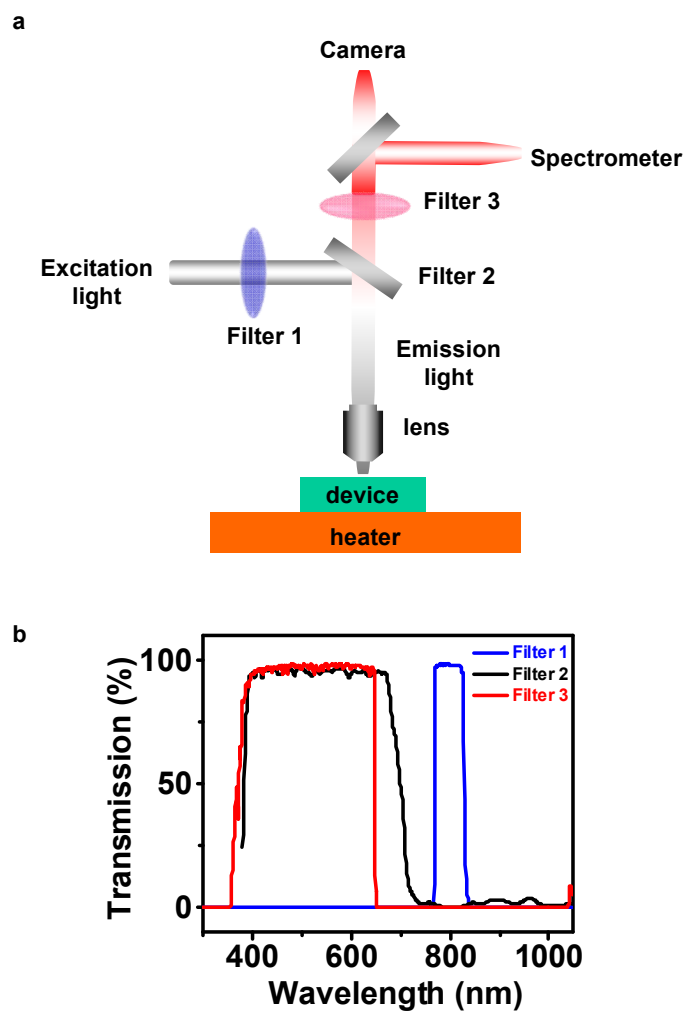 a
Camera
Spectrometer
Filter 3
Excitation
light
Filter 2
Filter 1
Emission
light
lens
device
heater
b
Transmission (%)
100
50
0
Filter 1
Filter 2
Filter 3
400
600
800
1000
Wavelength (nm)